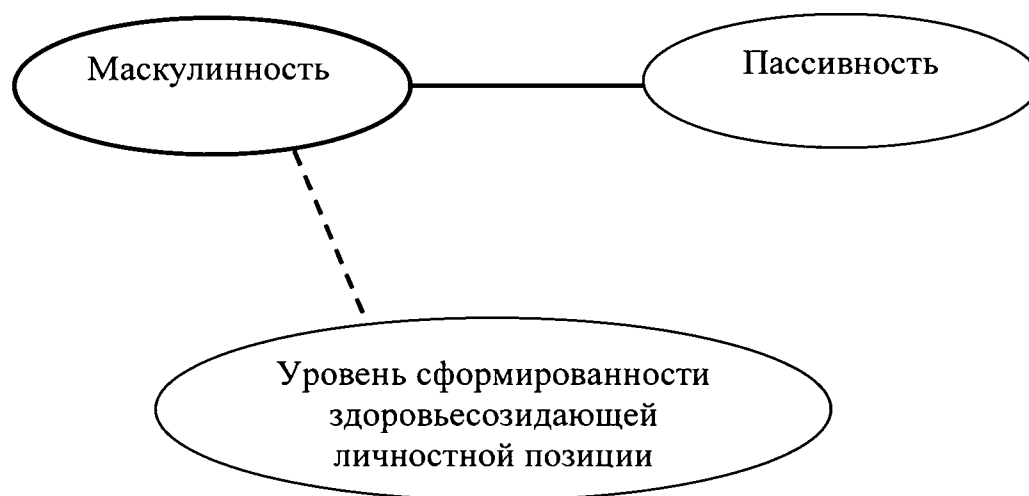 Маскулинность
Пассивность
Уровень сформированности
здоровьесозидающей
личностной позиции